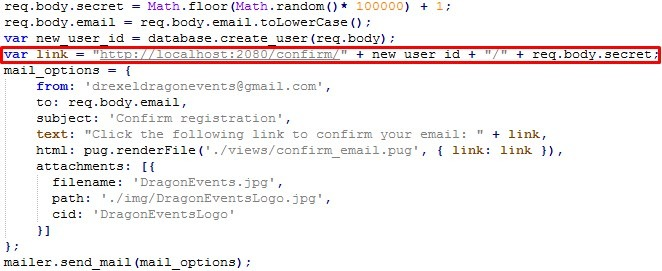 req.body.secret = Math.floor(Math.random()* 100000) + 1;
req.body.email = req.body.email.toLowerCase();
var new_user_id = database.create_user(req.body);
var link = "http://localhost:2080/confirm/" + new_user_id + "/" + req.body.secret;
mail_options = {
from: 'drexeldragonevents@gmail.com',
to: req.body.email,
subject: 'Confirm registration',
text: "Click the following link to confirm your email: " + link,
html: pug.renderFile('./views/confirm_email.pug', { link: link }),
attachments: [{
filename: 'DragonEvents.jpg',
path: './img/DragonEventsLogo.jpg',
cid: 'DragonEventsLogo'
}]
};
mailer.send_mail(mail_options);